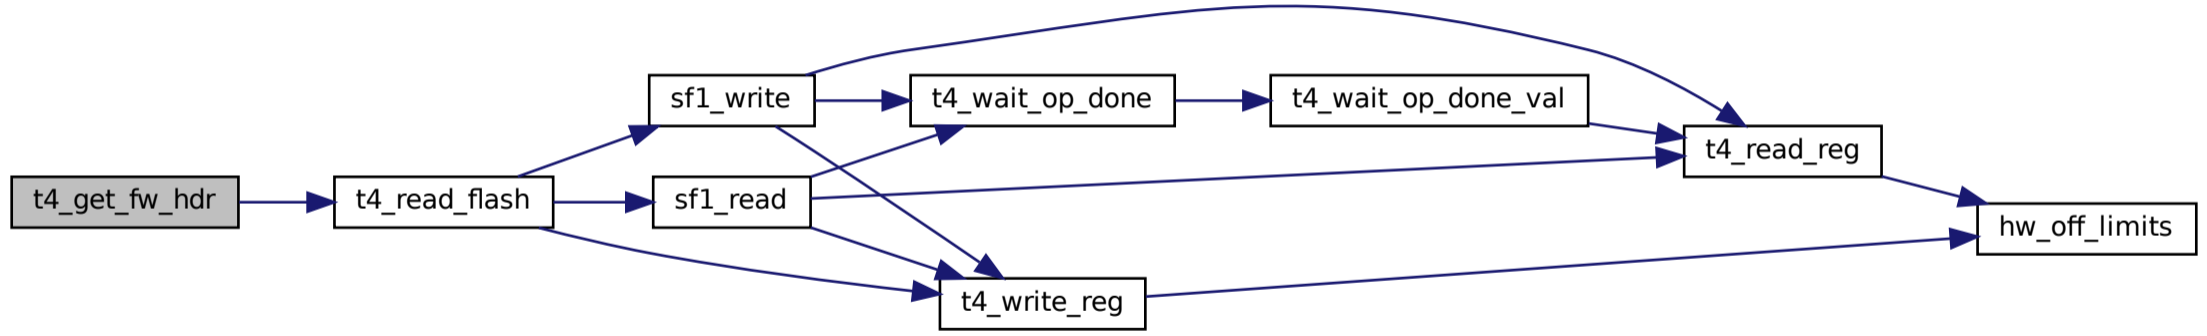 t4_get_fw_hdr
t4_read_flash
sf1_write
sf1_read
t4_wait_op_done
t4_write_reg
t4_wait_op_done_val
t4_read_reg
hw_off_limits